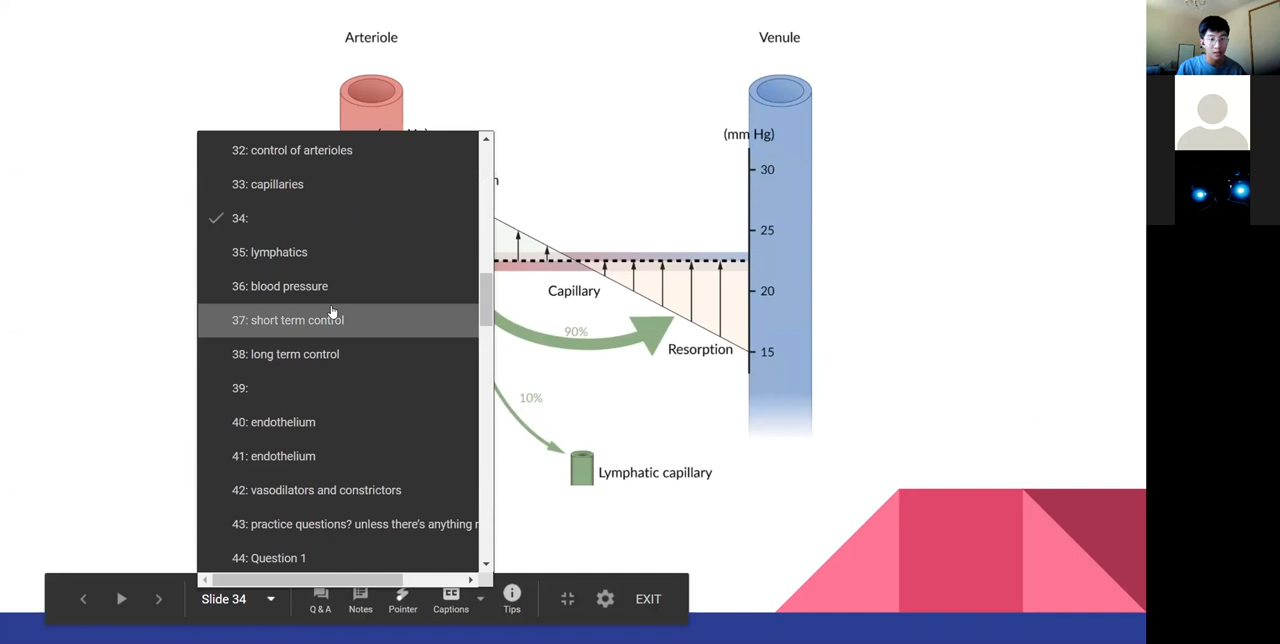 Arteriole
Venule
(mm Hg)
30
25
20
15
Capillary
90%
Resorption
10%
Lymphatic capillary
32: control of arterioles
33: capillaries
34:
35: lymphatics
36: blood pressure
37: short term control
38: long term control
39:
40: endothelium
41: endothelium
42: vasodilators and constrictors
43: practice questions? unless there's anything
44: Question 1
Slide 34
Q & A
Notes
Pointer
CC
Captions
Tips
EXIT